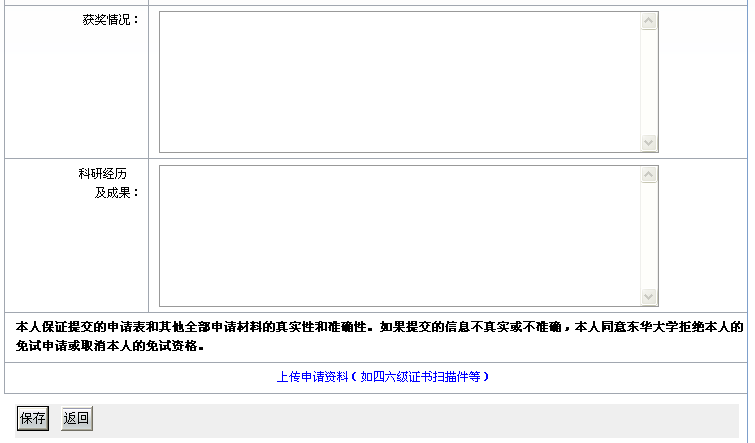 获奖情况：
科研经历
及成果：
本人保证提交的申请表和其他全部申请材料的真实性和准确性。如果提交的信息不真实或不准确，本人同意东华大学拒绝本人的
免试申请或取消本人的免试资格。
上传申请资料（如四六级证书扫描件等）
保存 返回